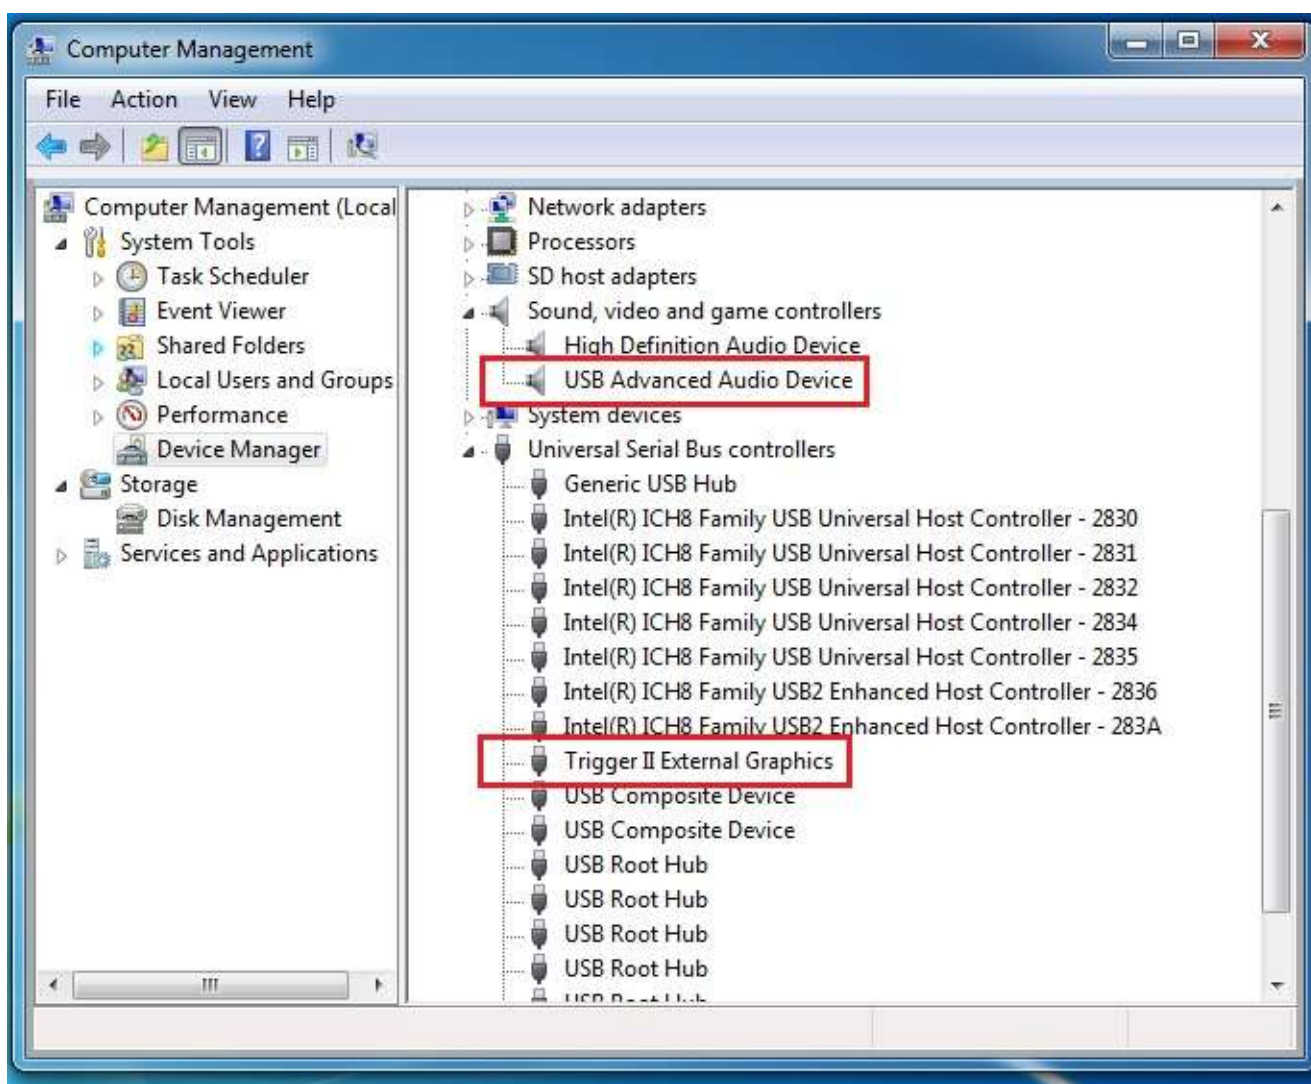 Computer Management
File Action View Help
Computer Management (Local
System Tools
Task Scheduler
Event Viewer
Shared Folders
Local Users and Groups
Performance
Device Manager
Storage
Disk Management
Services and Applications
Network adapters
Processors
SD host adapters
Sound, video and game controllers
High Definition Audio Device
USB Advanced Audio Device
System devices
Universal Serial Bus controllers
Generic USB Hub
Intel(R) ICH8 Family USB Universal Host Controller - 2830
Intel(R) ICH8 Family USB Universal Host Controller - 2831
Intel(R) ICH8 Family USB Universal Host Controller - 2832
Intel(R) ICH8 Family USB Universal Host Controller - 2834
Intel(R) ICH8 Family USB Universal Host Controller - 2835
Intel(R) ICH8 Family USB2 Enhanced Host Controller - 2836
Intel(R) ICH8 Family USB2 Enhanced Host Controller - 283A
Trigger II External Graphics
USB Composite Device
USB Composite Device
USB Root Hub
USB Root Hub
USB Root Hub
USB Root Hub
USB Root Hub